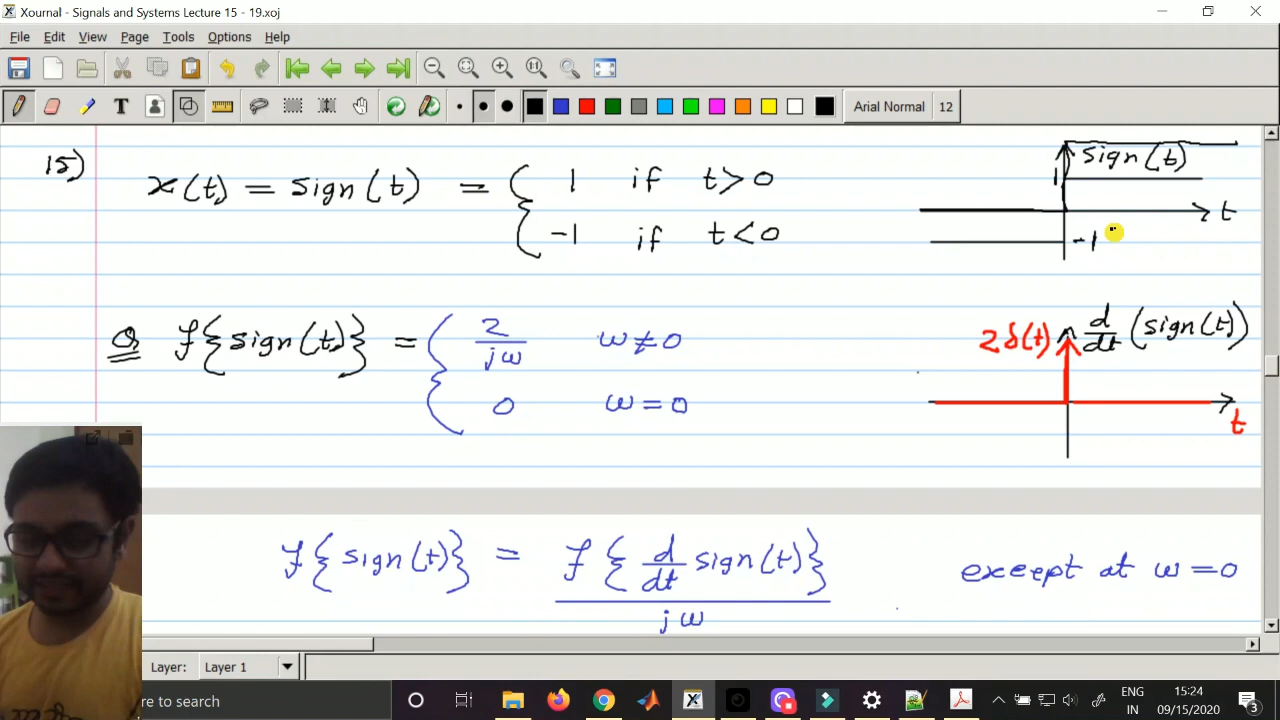 Xournal - Signals and Systems Lecture 15 - 19.xoj
File Edit View Page Tools Options Help
Arial Normal 12
15) x(t) = sign(t) = { 1 if t > 0
-1 if t < 0
sign(t)
1
t
-1
Q F{sign(t)} = { 2/jω ω ≠ 0
0 ω = 0
2δ(t) d/dt (sign(t))
t
F{sign(t)} = F{d/dt sign(t)} / jω except at ω = 0
Layer: Layer 1
re to search
ENG
IN
15:24
09/15/2020
3